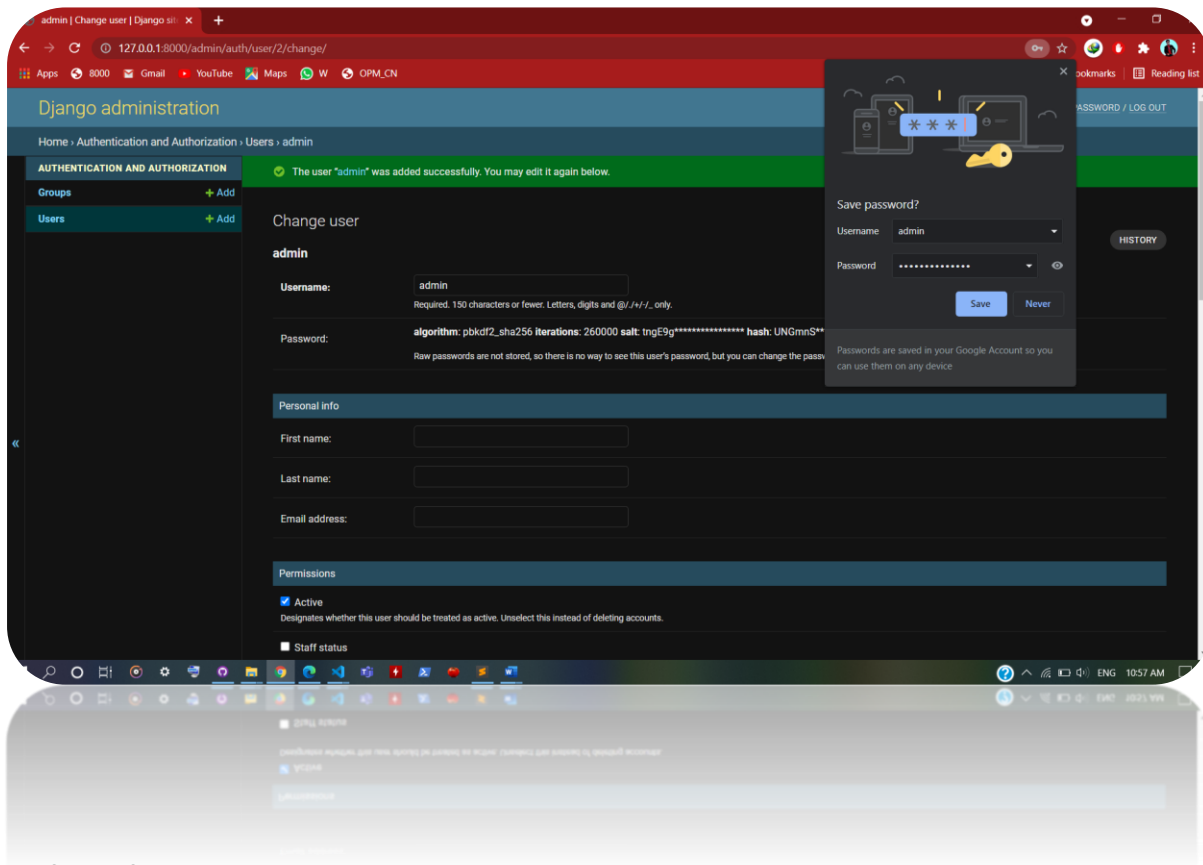 admin | Change user | Django sit
127.0.0.1:8000/admin/auth/user/2/change/
Apps 8000 Gmail YouTube Maps W OPM_CN ookmarks Reading list
Django administration
ASSWORD / LOG OUT
Home › Authentication and Authorization › Users › admin
AUTHENTICATION AND AUTHORIZATION
Groups + Add
Users + Add
The user “admin” was added successfully. You may edit it again below.
Change user
HISTORY
admin
Username: admin
Required. 150 characters or fewer. Letters, digits and @/./+/-/_ only.
Password: algorithm: pbkdf2_sha256 iterations: 260000 salt: tngE9g**************** hash: UNGmnS**
Raw passwords are not stored, so there is no way to see this user’s password, but you can change the passw
Personal info
First name:
Last name:
Email address:
Permissions
Active
Designates whether this user should be treated as active. Unselect this instead of deleting accounts.
Staff status
Save password?
Username admin
Password ••••••••••••••
Save Never
Passwords are saved in your Google Account so you
can use them on any device
ENG 10:57 AM